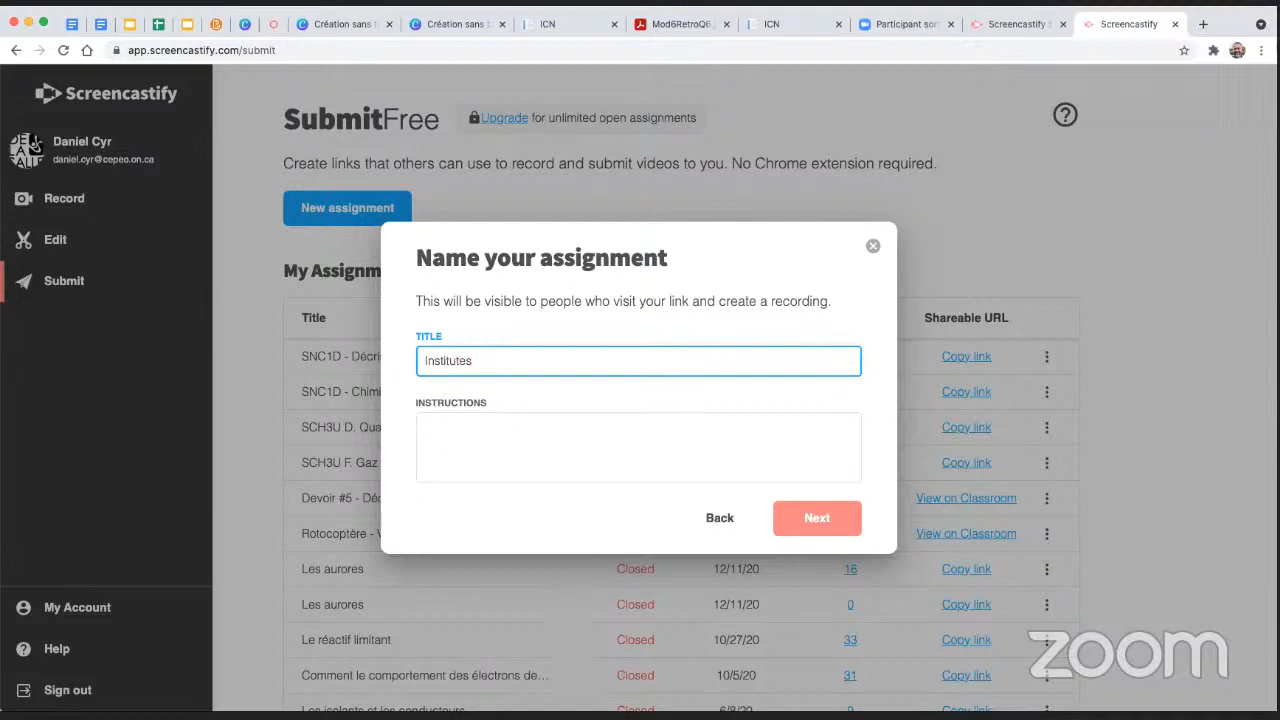 Création sans t
Création sans t
ICN
Mod6RetroQ6
ICN
Participant sor
Screencastify
Screencastify
app.screencastify.com/submit
Screencastify
SubmitFree
Upgrade for unlimited open assignments
Daniel Cyr
daniel.cyr@cepeo.on.ca
Create links that others can use to record and submit videos to you. No Chrome extension required.
Record
New assignment
Edit
Name your assignment
My Assignm
Submit
This will be visible to people who visit your link and create a recording.
Title
Shareable URL
TITLE
SNC1D - Décri
Institutes
Copy link
SNC1D - Chimi
Copy link
INSTRUCTIONS
SCH3U D. Qua
Copy link
SCH3U F. Gaz
Copy link
Devoir #5 - Déc
View on Classroom
Back
Next
Rotocoptère - V
View on Classroom
Les aurores Closed 12/11/20 16 Copy link
Les aurores Closed 12/11/20 0 Copy link
My Account
Le réactif limitant Closed 10/27/20 33 Copy link
Help
zoom
Comment le comportement des électrons de… Closed 10/5/20 31 Copy link
Sign out
Les isolants et les conducteurs Closed 6/8/20 9 Copy link